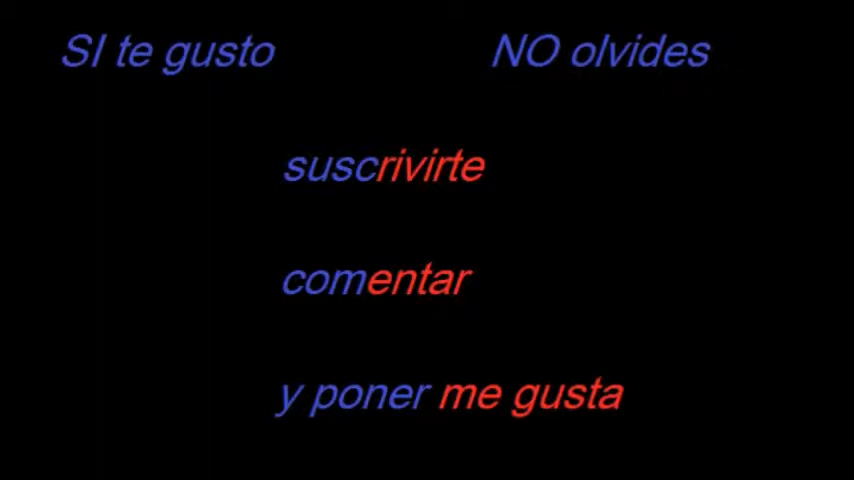 SI te gusto NO olvides
suscrivirte
comentar
y poner me gusta